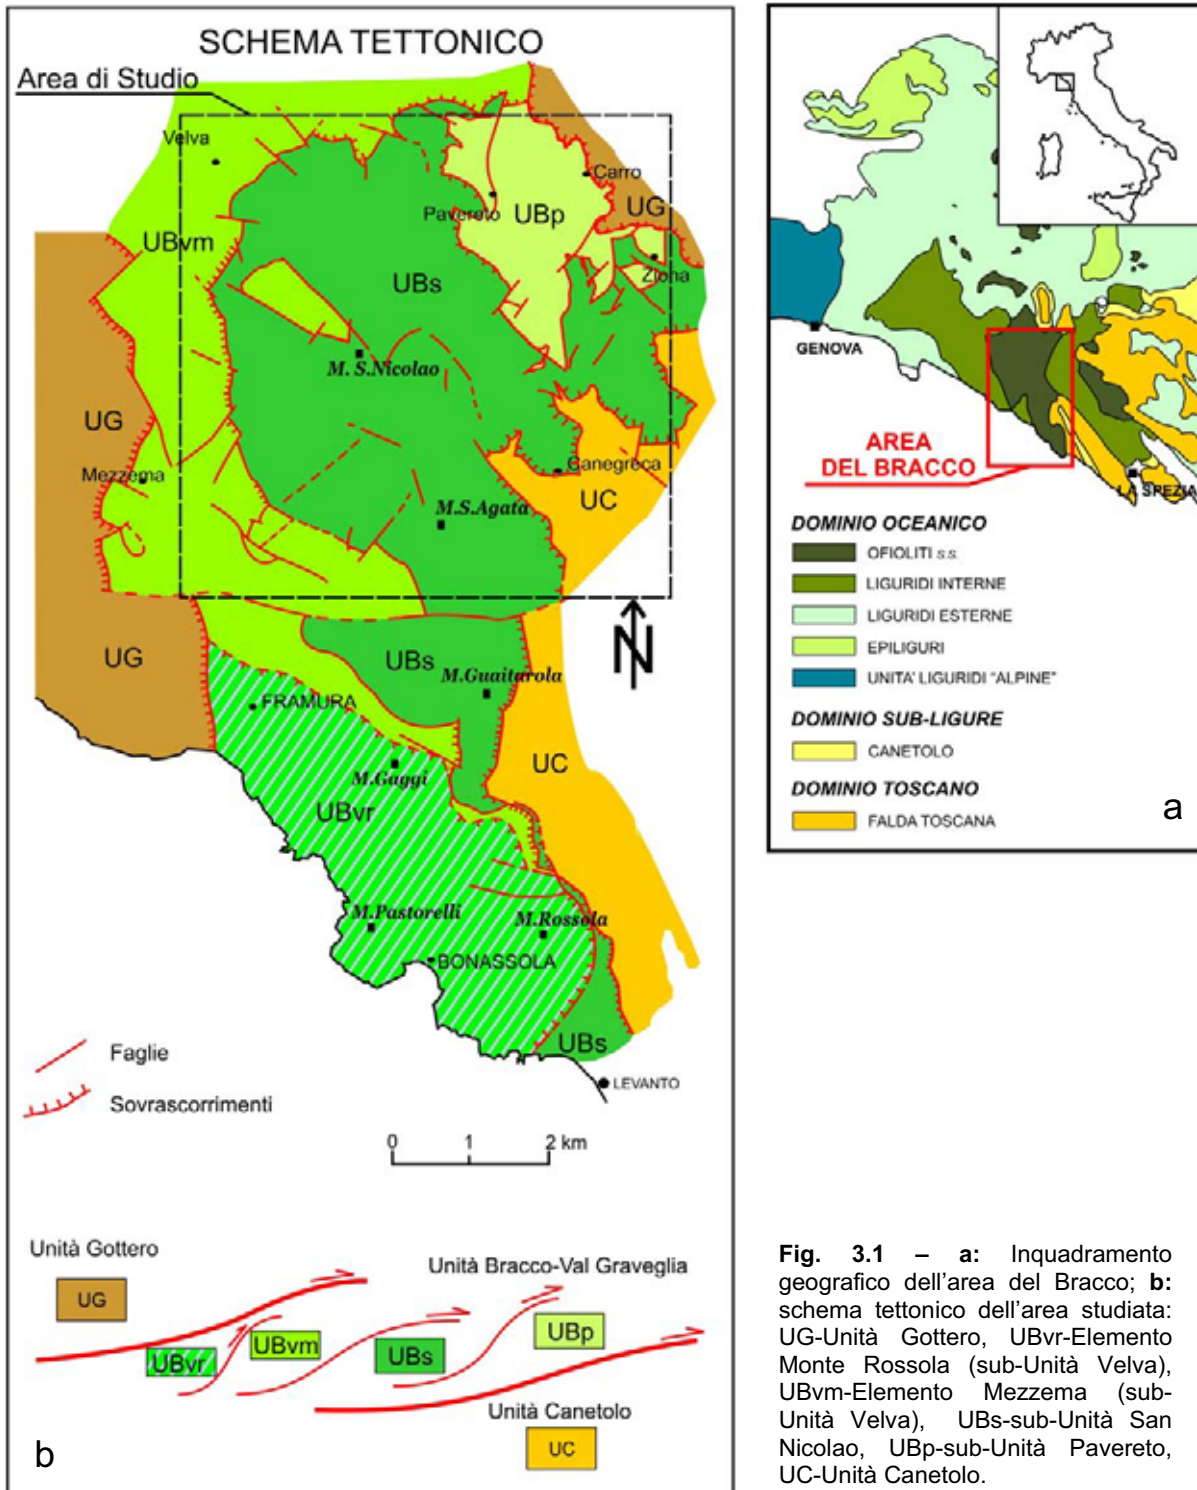 SCHEMA TETTONICO
Area di Studio
Velva
Carro
Pavereto
UBp
UG
UBvm
Ziona
UBs
M. S.Nicolao
UG
Mezzema
Ganegreca
UC
M.S.Agata
N
UG
UBs
M.Guaitarola
FRAMURA
M.Gaggi
UC
UBvr
M.Pastorelli
M.Rossola
BONASSOLA
UBs
LEVANTO
Faglie
Sovrascorrimenti
0 1 2 km
Unità Gottero
UG
Unità Bracco-Val Graveglia
UBvr
UBvm
UBs
UBp
Unità Canetolo
UC
b
GENOVA
AREA
DEL BRACCO
LA SPEZIA
DOMINIO OCEANICO
OFIOLITI s.s.
LIGURIDI INTERNE
LIGURIDI ESTERNE
EPILIGURI
UNITA' LIGURIDI "ALPINE"
DOMINIO SUB-LIGURE
CANETOLO
DOMINIO TOSCANO
FALDA TOSCANA
a
Fig. 3.1 – a: Inquadramento
geografico dell'area del Bracco; b:
schema tettonico dell'area studiata:
UG-Unità Gottero, UBvr-Elemento
Monte Rossola (sub-Unità Velva),
UBvm-Elemento Mezzema (sub-
Unità Velva), UBs-sub-Unità San
Nicolao, UBp-sub-Unità Pavereto,
UC-Unità Canetolo.